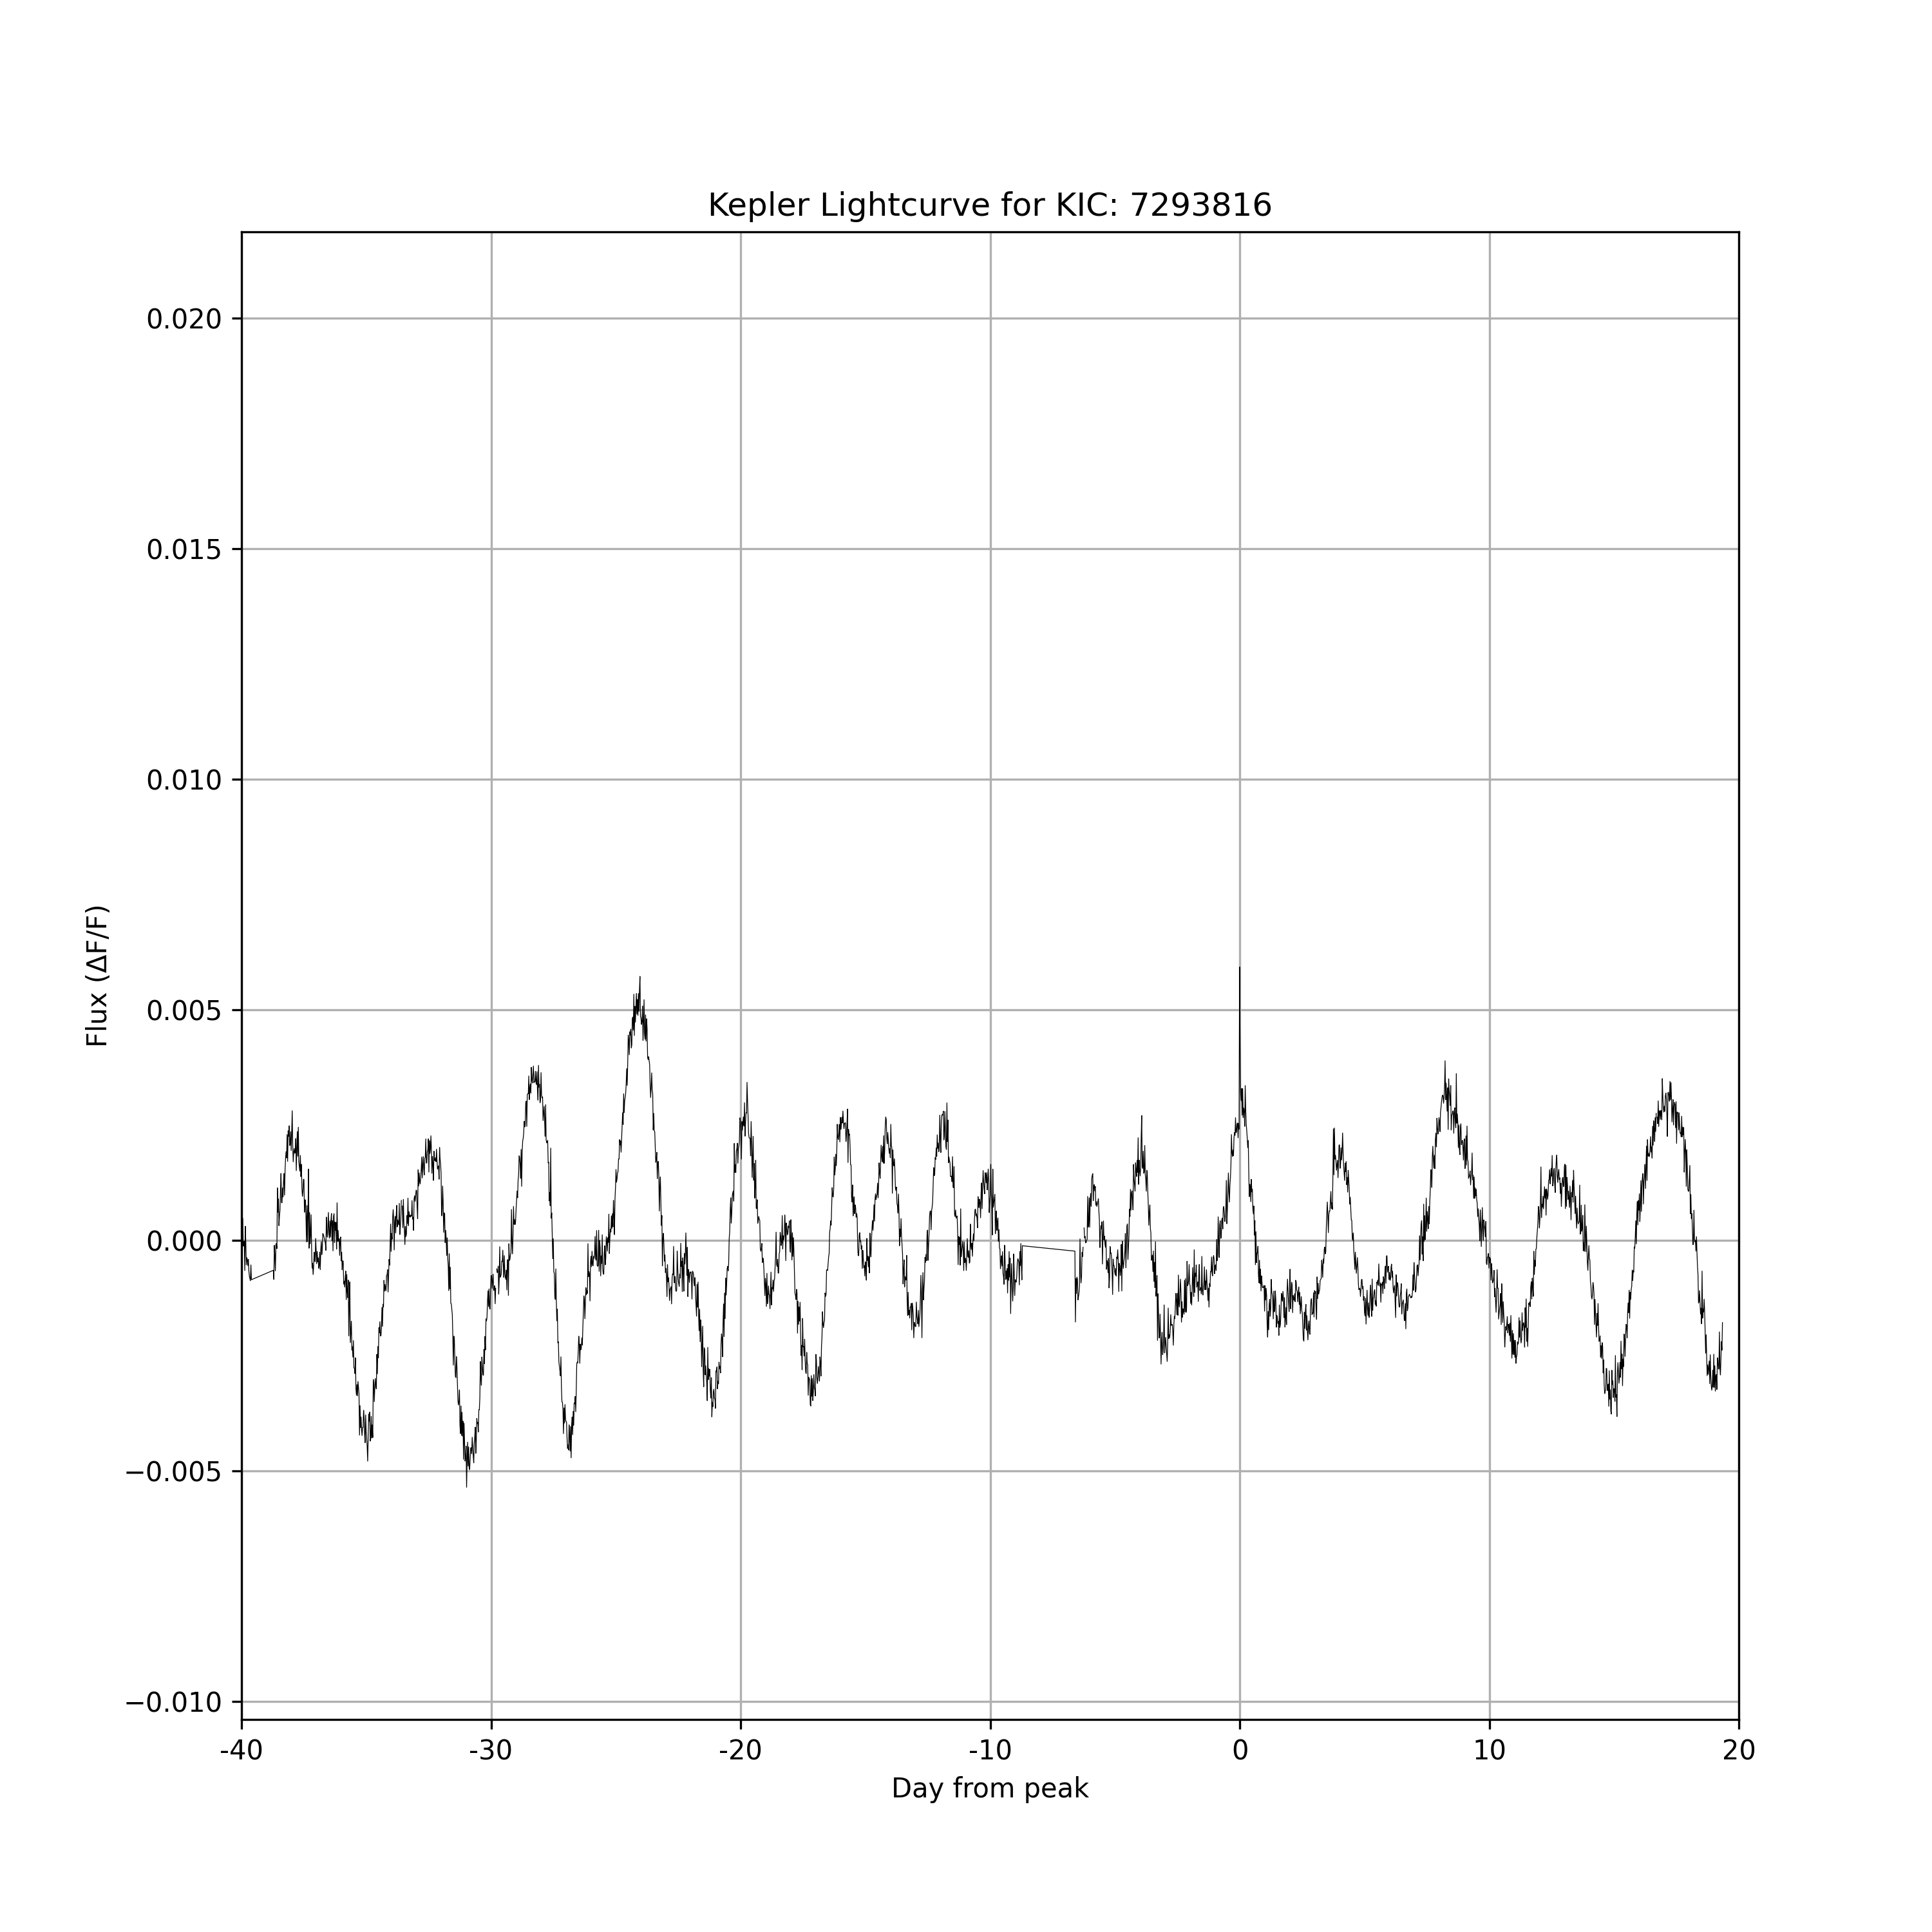 Kepler Lightcurve for KIC: 7293816
0.020
0.015
0.010
0.005
0.000
−0.005
−0.010
Flux (ΔF/F)
-40 -30 -20 -10 0 10 20
Day from peak